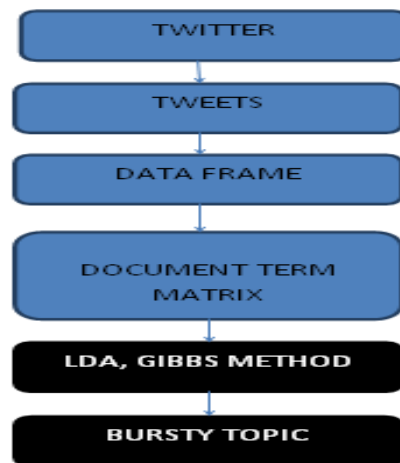 TWITTER
TWEETS
DATA FRAME
DOCUMENT TERM
MATRIX
LDA, GIBBS METHOD
BURSTY TOPIC